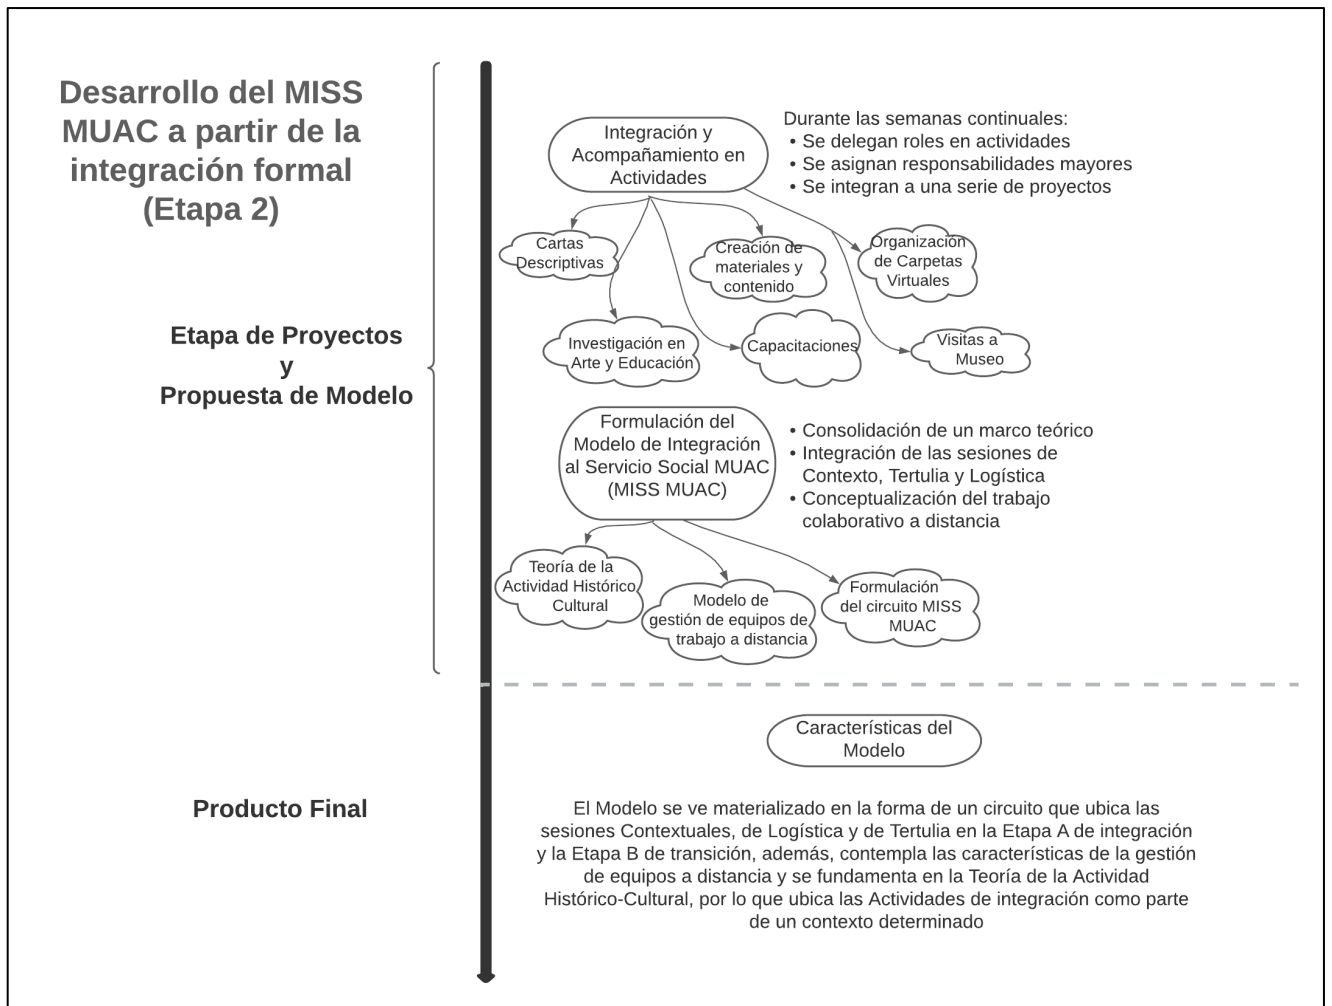 Desarrollo del MISS
MUAC a partir de la
integración formal
(Etapa 2)
Etapa de Proyectos
y
Propuesta de Modelo
Integración y
Acompañamiento en
Actividades
Durante las semanas continuales:
• Se delegan roles en actividades
• Se asignan responsabilidades mayores
• Se integran a una serie de proyectos
Cartas
Descriptivas
Creación de
materiales y
contenido
Organización
de Carpetas
Virtuales
Investigación en
Arte y Educación
Capacitaciones
Visitas a
Museo
Formulación del
Modelo de Integración
al Servicio Social MUAC
(MISS MUAC)
• Consolidación de un marco teórico
• Integración de las sesiones de
Contexto, Tertulia y Logística
• Conceptualización del trabajo
colaborativo a distancia
Teoría de la
Actividad Histórico
Cultural
Modelo de
gestión de equipos de
trabajo a distancia
Formulación
del circuito MISS
MUAC
Producto Final
Características del
Modelo
El Modelo se ve materializado en la forma de un circuito que ubica las
sesiones Contextuales, de Logística y de Tertulia en la Etapa A de integración
y la Etapa B de transición, además, contempla las características de la gestión
de equipos a distancia y se fundamenta en la Teoría de la Actividad
Histórico-Cultural, por lo que ubica las Actividades de integración como parte
de un contexto determinado